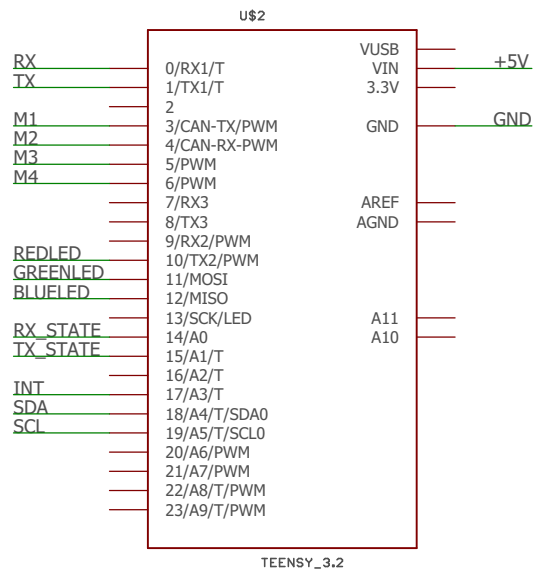 U$2
VUSB
RX 0/RX1/T VIN +5V
TX 1/TX1/T 3.3V
2
M1 3/CAN-TX/PWM GND GND
M2 4/CAN-RX-PWM
M3 5/PWM
M4 6/PWM
7/RX3 AREF
8/TX3 AGND
9/RX2/PWM
REDLED 10/TX2/PWM
GREENLED 11/MOSI
BLUELED 12/MISO
13/SCK/LED A11
RX_STATE 14/A0 A10
TX_STATE 15/A1/T
16/A2/T
INT 17/A3/T
SDA 18/A4/T/SDA0
SCL 19/A5/T/SCL0
20/A6/PWM
21/A7/PWM
22/A8/T/PWM
23/A9/T/PWM
TEENSY_3.2